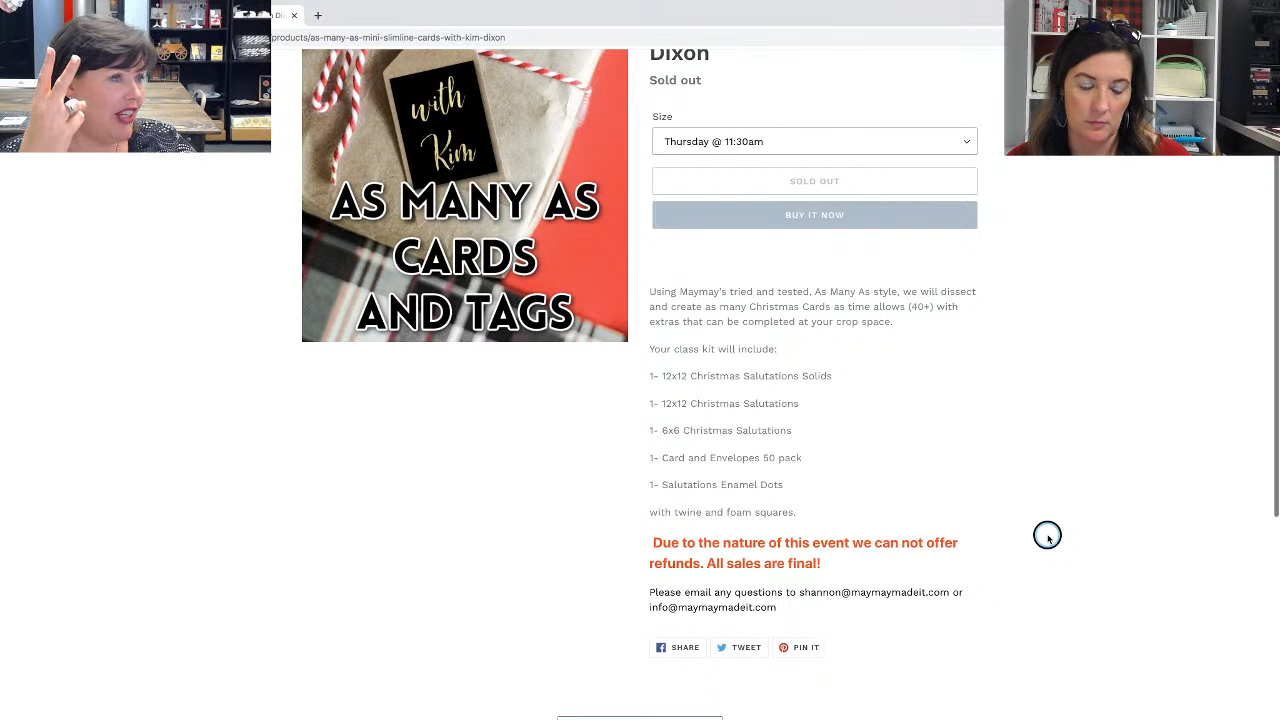 products/as-many-as-mini-slimline-cards-with-kim-dixon
Dixon
Sold out
Size
Thursday @ 11:30am
SOLD OUT
BUY IT NOW
with
Kim
AS MANY AS
CARDS
AND TAGS
Using Maymay's tried and tested, As Many As style, we will dissect
and create as many Christmas Cards as time allows (40+) with
extras that can be completed at your crop space.
Your class kit will include:
1- 12x12 Christmas Salutations Solids
1- 12x12 Christmas Salutations
1- 6x6 Christmas Salutations
1- Card and Envelopes 50 pack
1- Salutations Enamel Dots
with twine and foam squares.
Due to the nature of this event we can not offer
refunds. All sales are final!
Please email any questions to shannon@maymaymadeit.com or
info@maymaymadeit.com
SHARE
TWEET
PIN IT